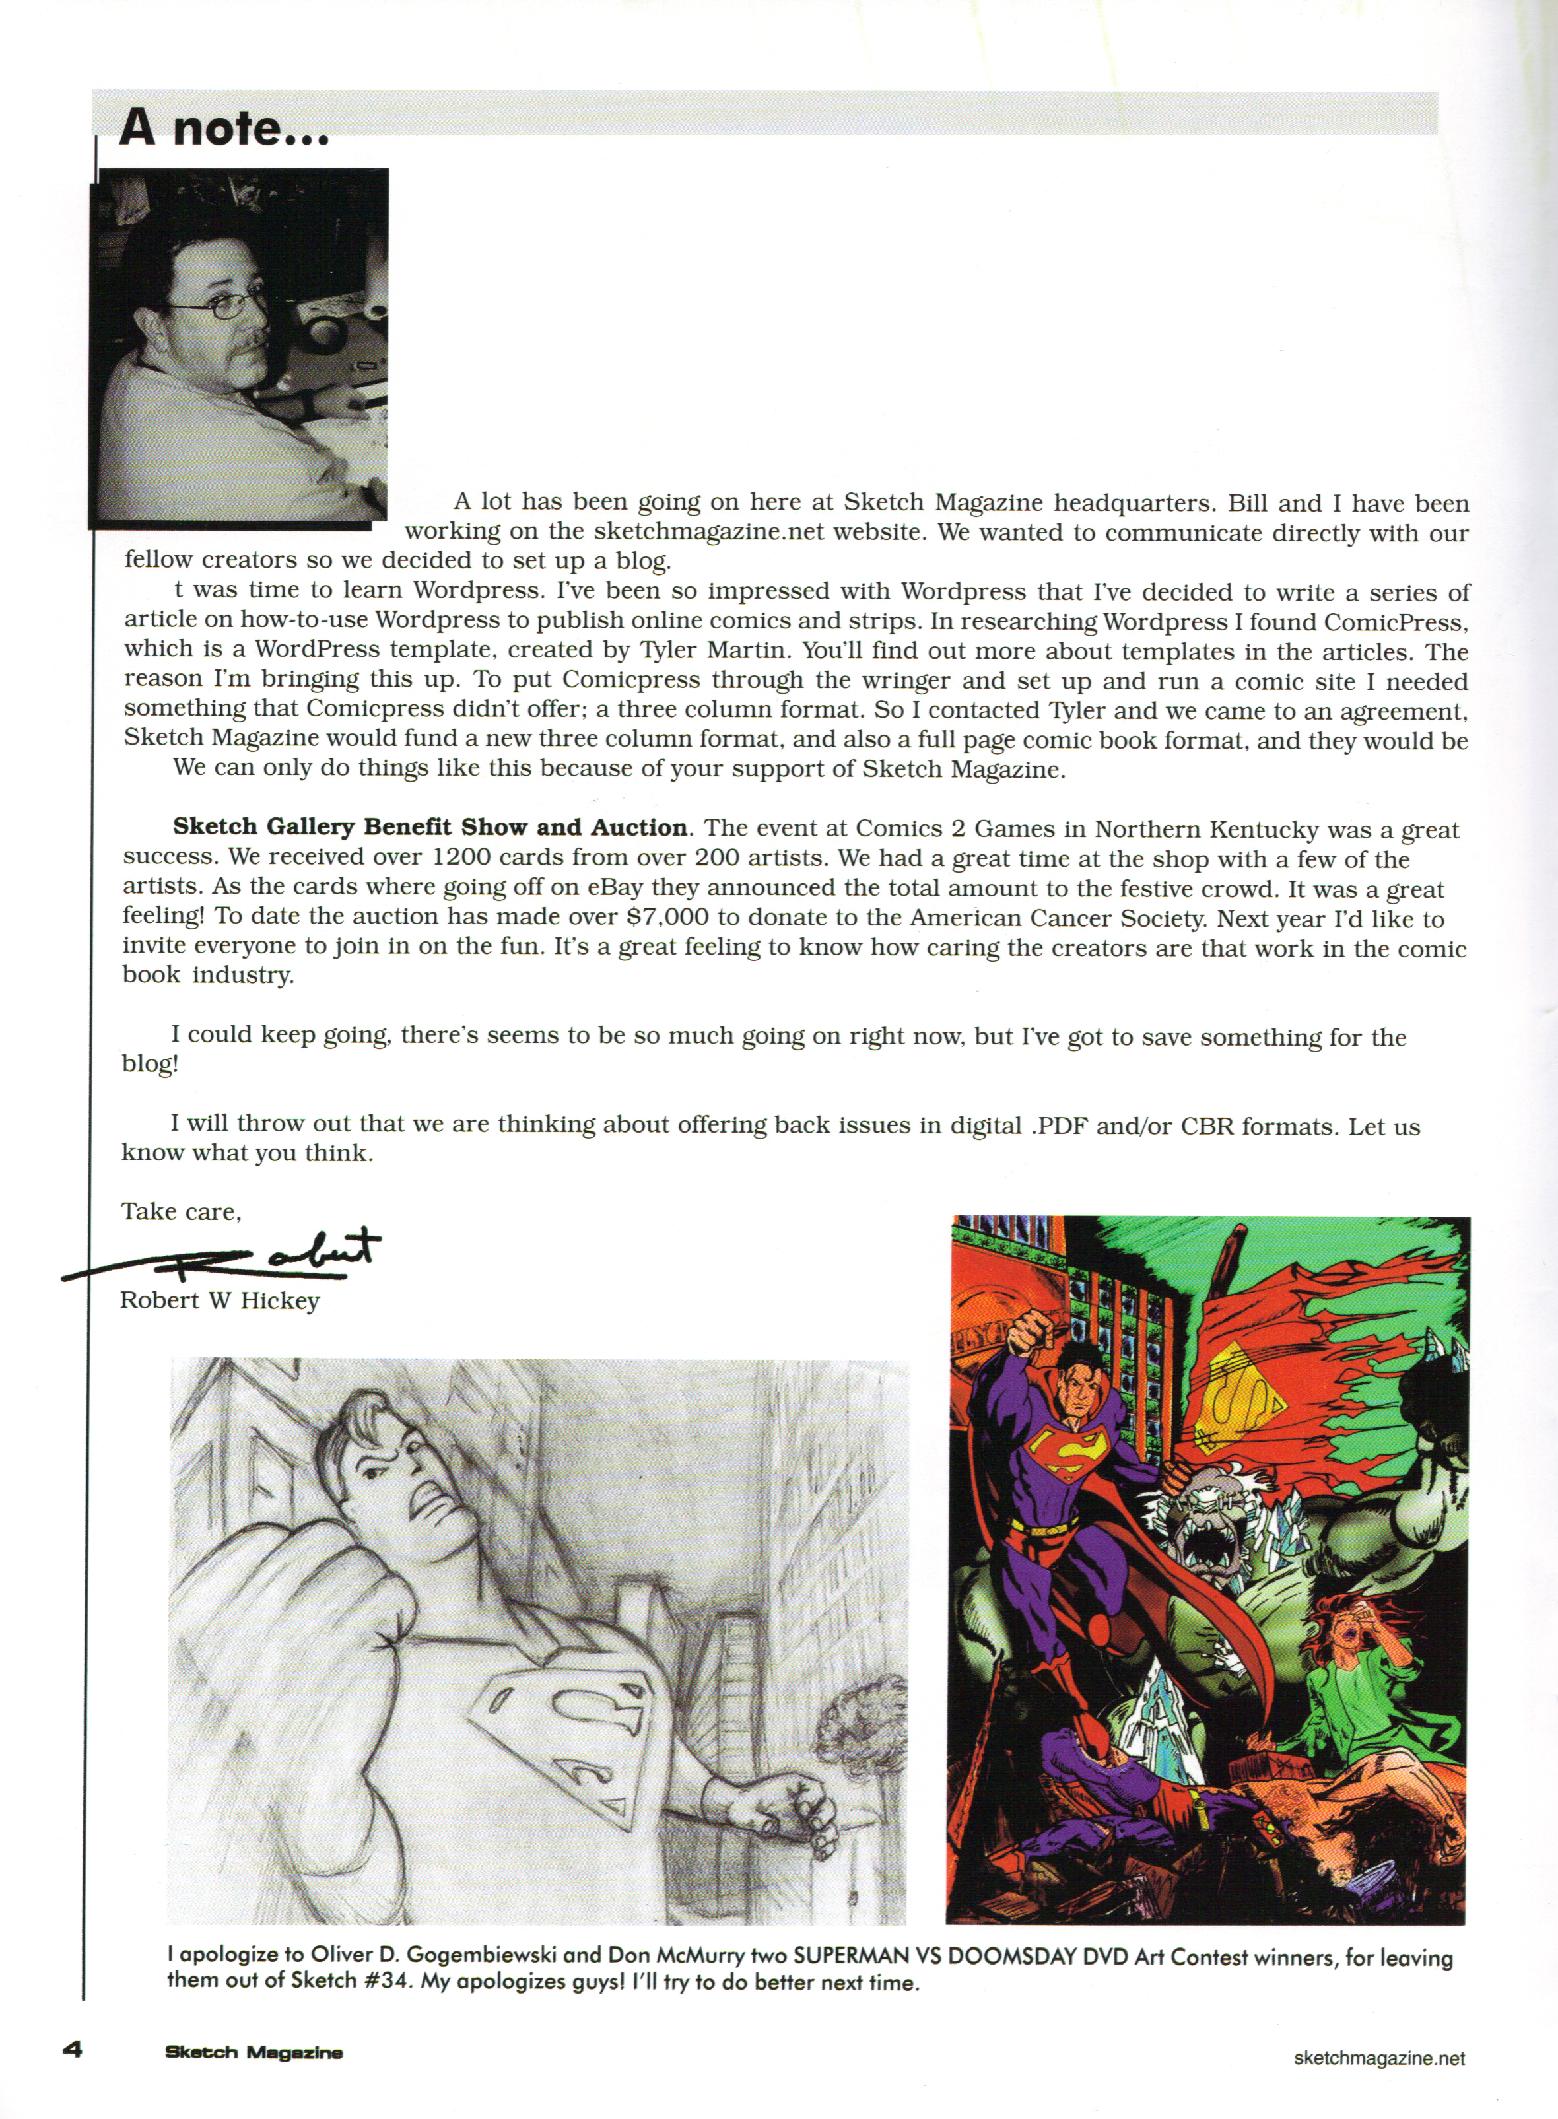 A note...
A lot has been going on here at Sketch Magazine headquarters. Bill and I have been
working on the sketchmagazine.net website. We wanted to communicate directly with our
fellow creators so we decided to set up a blog.
t was time to learn Wordpress. I've been so impressed with Wordpress that I've decided to write a series of
article on how-to-use Wordpress to publish online comics and strips. In researching Wordpress I found ComicPress,
which is a WordPress template, created by Tyler Martin. You'll find out more about templates in the articles. The
reason I'm bringing this up. To put Comicpress through the wringer and set up and run a comic site I needed
something that Comicpress didn't offer; a three column format. So I contacted Tyler and we came to an agreement,
Sketch Magazine would fund a new three column format, and also a full page comic book format, and they would be
We can only do things like this because of your support of Sketch Magazine.
Sketch Gallery Benefit Show and Auction. The event at Comics 2 Games in Northern Kentucky was a great
success. We received over 1200 cards from over 200 artists. We had a great time at the shop with a few of the
artists. As the cards where going off on eBay they announced the total amount to the festive crowd. It was a great
feeling! To date the auction has made over $7,000 to donate to the American Cancer Society. Next year I'd like to
invite everyone to join in on the fun. It's a great feeling to know how caring the creators are that work in the comic
book industry.
I could keep going, there's seems to be so much going on right now, but I've got to save something for the
blog!
I will throw out that we are thinking about offering back issues in digital .PDF and/or CBR formats. Let us
know what you think.
Take care,
Robert
Robert W Hickey
S
S
S
I apologize to Oliver D. Gogembiewski and Don McMurry two SUPERMAN VS DOOMSDAY DVD Art Contest winners, for leaving
them out of Sketch #34. My apologizes guys! I'll try to do better next time.
4 Sketch Magazine sketchmagazine.net